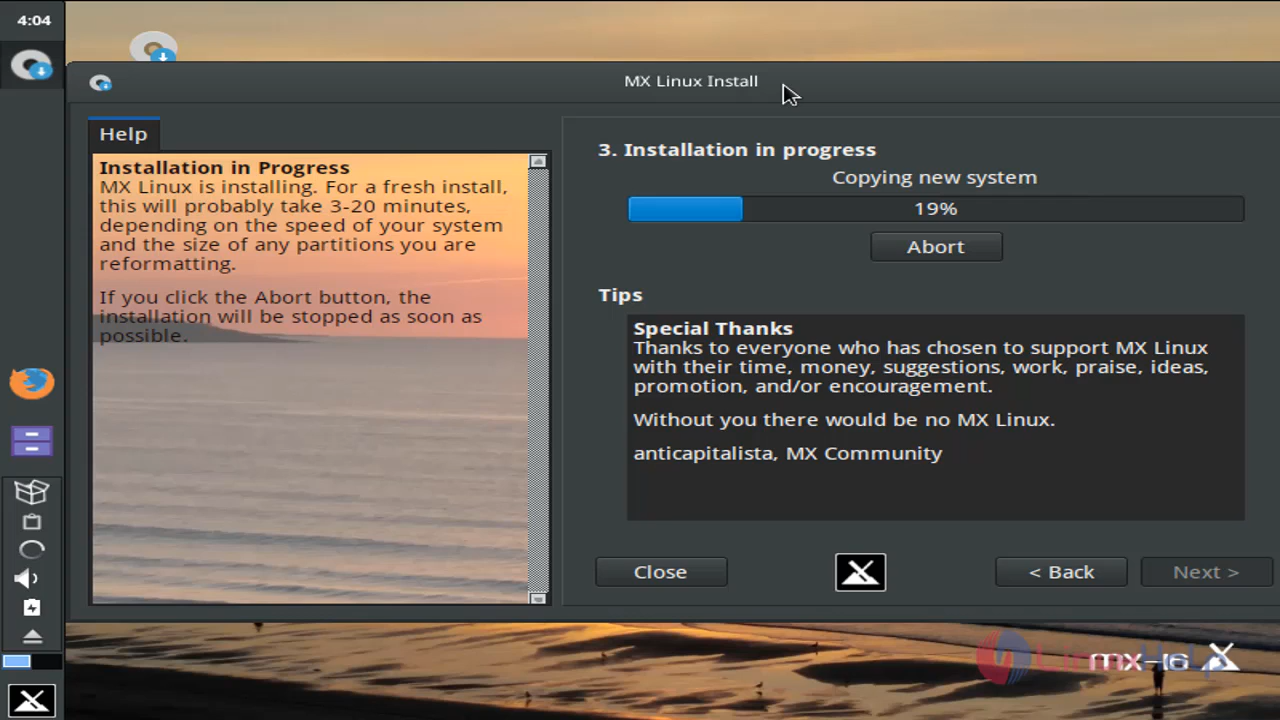 4:04
MX Linux Install
Help
Installation in Progress
MX Linux is installing. For a fresh install,
this will probably take 3-20 minutes,
depending on the speed of your system
and the size of any partitions you are
reformatting.
If you click the Abort button, the
installation will be stopped as soon as
possible.
3. Installation in progress
Copying new system
19%
Abort
Tips
Special Thanks
Thanks to everyone who has chosen to support MX Linux
with their time, money, suggestions, work, praise, ideas,
promotion, and/or encouragement.
Without you there would be no MX Linux.
anticapitalista, MX Community
Close
< Back
Next >
mx-16